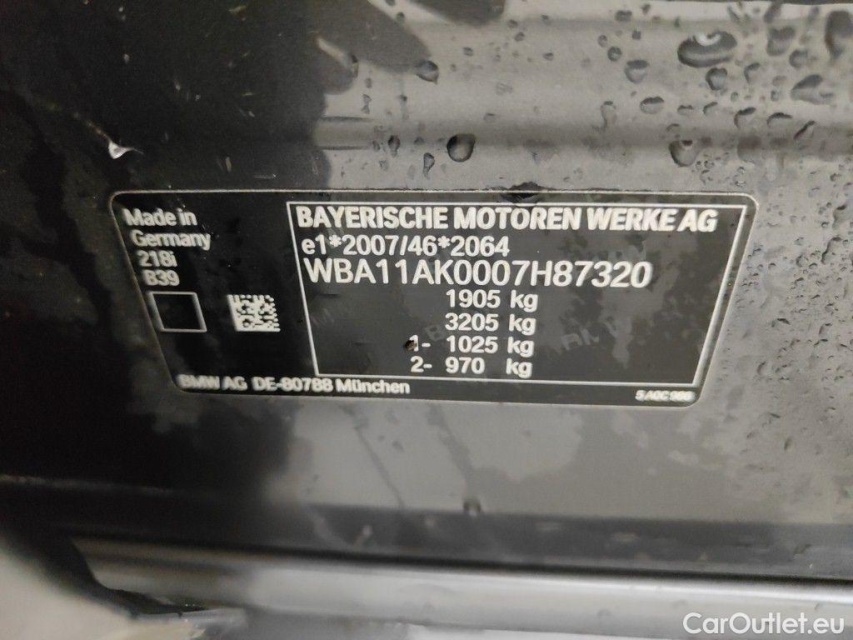 Made in
Germany
218i
B39
BAYERISCHE MOTOREN WERKE AG
e1*2007/46*2064
WBA11AK0007H87320
1905 kg
3205 kg
1- 1025 kg
2- 970 kg
BMW AG DE-80788 München
CarOutlet.eu